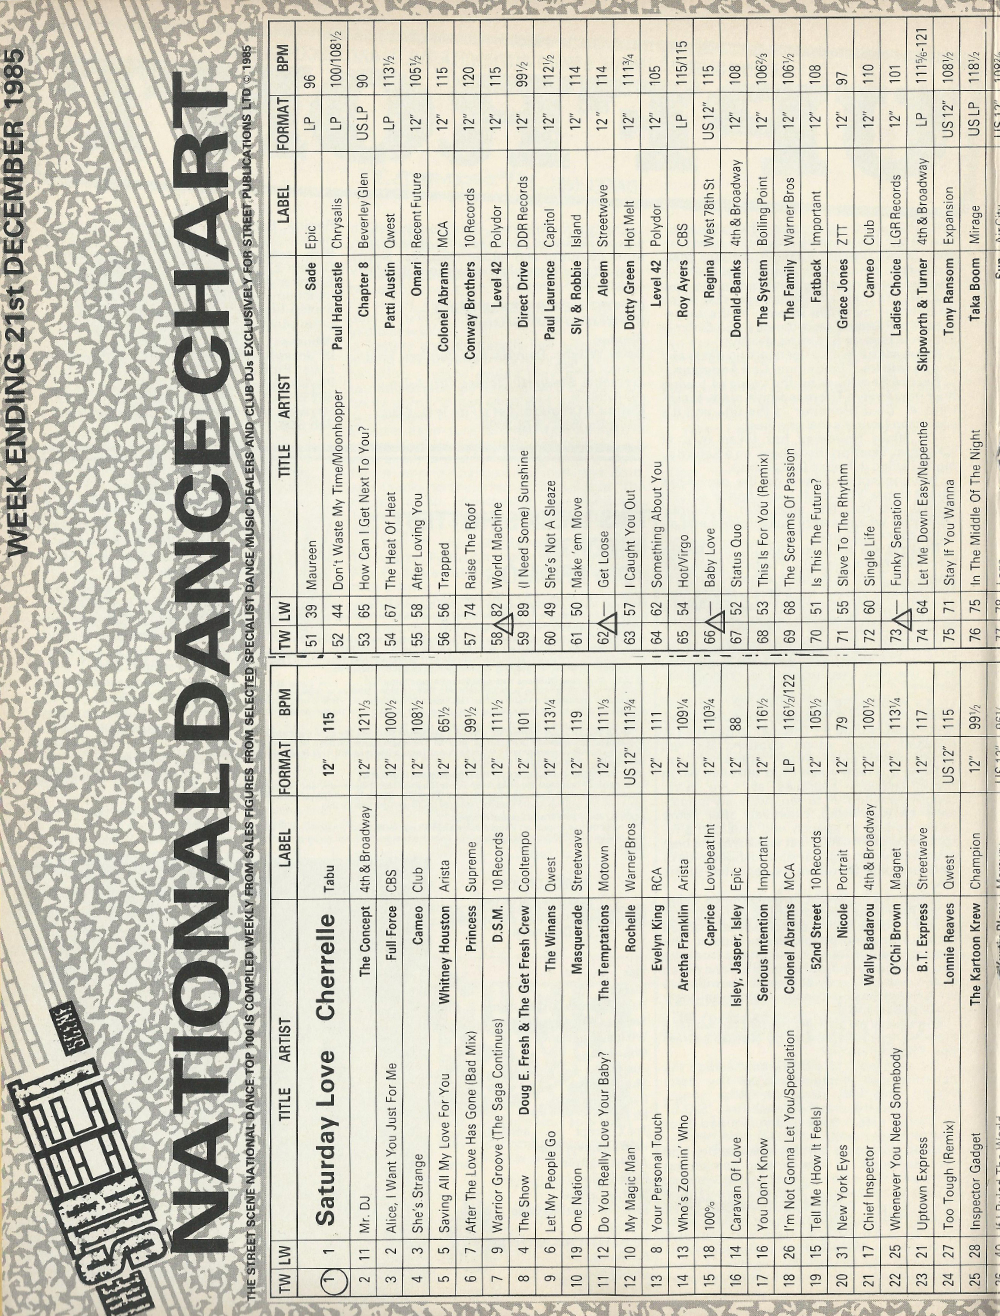 WEEK ENDING 21st DECEMBER 1985
THE STREET SCENE
NATIONAL DANCE CHART
THE STREET SCENE NATIONAL DANCE TOP 100 IS COMPILED WEEKLY FROM SALES FIGURES FROM SELECTED SPECIALIST DANCE MUSIC DEALERS AND CLUB DJs EXCLUSIVELY FOR STREET PUBLICATIONS LTD © 1985
TW LW TITLE ARTIST LABEL FORMAT BPM
1 1 Saturday Love Cherrelle Tabu 12" 115
2 11 Mr. DJ The Concept 4th & Broadway 12" 121⅓
3 2 Alice, I Want You Just For Me Full Force CBS 12" 100½
4 3 She's Strange Cameo Club 12" 108½
5 5 Saving All My Love For You Whitney Houston Arista 12" 65½
6 7 After The Love Has Gone (Bad Mix) Princess Supreme 12" 99½
7 9 Warrior Groove (The Saga Continues) D.S.M. 10 Records 12" 111½
8 4 The Show Doug E. Fresh & The Get Fresh Crew Cooltempo 12" 101
9 6 Let My People Go The Winans Qwest 12" 113¼
10 19 One Nation Masquerade Streetwave 12" 119
11 12 Do You Really Love Your Baby? The Temptations Motown 12" 111⅓
12 10 My Magic Man Rochelle Warner Bros US 12" 111¾
13 8 Your Personal Touch Evelyn King RCA 12" 111
14 13 Who's Zoomin' Who Aretha Franklin Arista 12" 109¼
15 18 100% Caprice Lovebeat Int 12" 110¾
16 14 Caravan Of Love Isley, Jasper, Isley Epic 12" 88
17 16 You Don't Know Serious Intention Important 12" 116½
18 26 I'm Not Gonna Let You/Speculation Colonel Abrams MCA LP 116½/122
19 15 Tell Me (How It Feels) 52nd Street 10 Records 12" 105½
20 31 New York Eyes Nicole Portrait 12" 79
21 17 Chief Inspector Wally Badarou 4th & Broadway 12" 100½
22 25 Whenever You Need Somebody O'Chi Brown Magnet 12" 113¼
23 21 Uptown Express B.T. Express Streetwave 12" 117
24 27 Too Tough (Remix) Lonnie Reaves Qwest US 12" 115
25 28 Inspector Gadget The Kartoon Krew Champion 12" 99½
TW LW TITLE ARTIST LABEL FORMAT BPM
51 39 Maureen Sade Epic LP 96
52 44 Don't Waste My Time/Moonhopper Paul Hardcastle Chrysalis LP 100/108½
53 65 How Can I Get Next To You? Chapter 8 Beverley Glen US LP 90
54 67 The Heat Of Heat Patti Austin Qwest LP 113½
55 58 After Loving You Omari Recent Future 12" 105½
56 56 Trapped Colonel Abrams MCA 12" 115
57 74 Raise The Roof Conway Brothers 10 Records 12" 120
58 82 World Machine Level 42 Polydor 12" 115
59 89 (I Need Some) Sunshine Direct Drive DDR Records 12" 99½
60 49 She's Not A Sleaze Paul Laurence Capitol 12" 112½
61 50 Make 'em Move Sly & Robbie Island 12" 114
62 — Get Loose Aleem Streetwave 12" 114
63 57 I Caught You Out Dotty Green Hot Melt 12" 111¾
64 62 Something About You Level 42 Polydor 12" 105
65 54 Hot/Virgo Roy Ayers CBS LP 115/115
66 — Baby Love Regina West 78th St US 12" 115
67 52 Status Quo Donald Banks 4th & Broadway 12" 108
68 53 This Is For You (Remix) The System Boiling Point 12" 106⅔
69 68 The Screams Of Passion The Family Warner Bros 12" 106½
70 51 Is This The Future? Fatback Important 12" 108
71 55 Slave To The Rhythm Grace Jones ZTT 12" 97
72 60 Single Life Cameo Club 12" 110
73 — Funky Sensation Ladies Choice LGR Records 12" 101
74 64 Let Me Down Easy/Nepenthe Skipworth & Turner 4th & Broadway LP 111⅚-121
75 71 Stay If You Wanna Tony Ransom Expansion US 12" 108½
76 75 In The Middle Of The Night Taka Boom Mirage US LP 118½